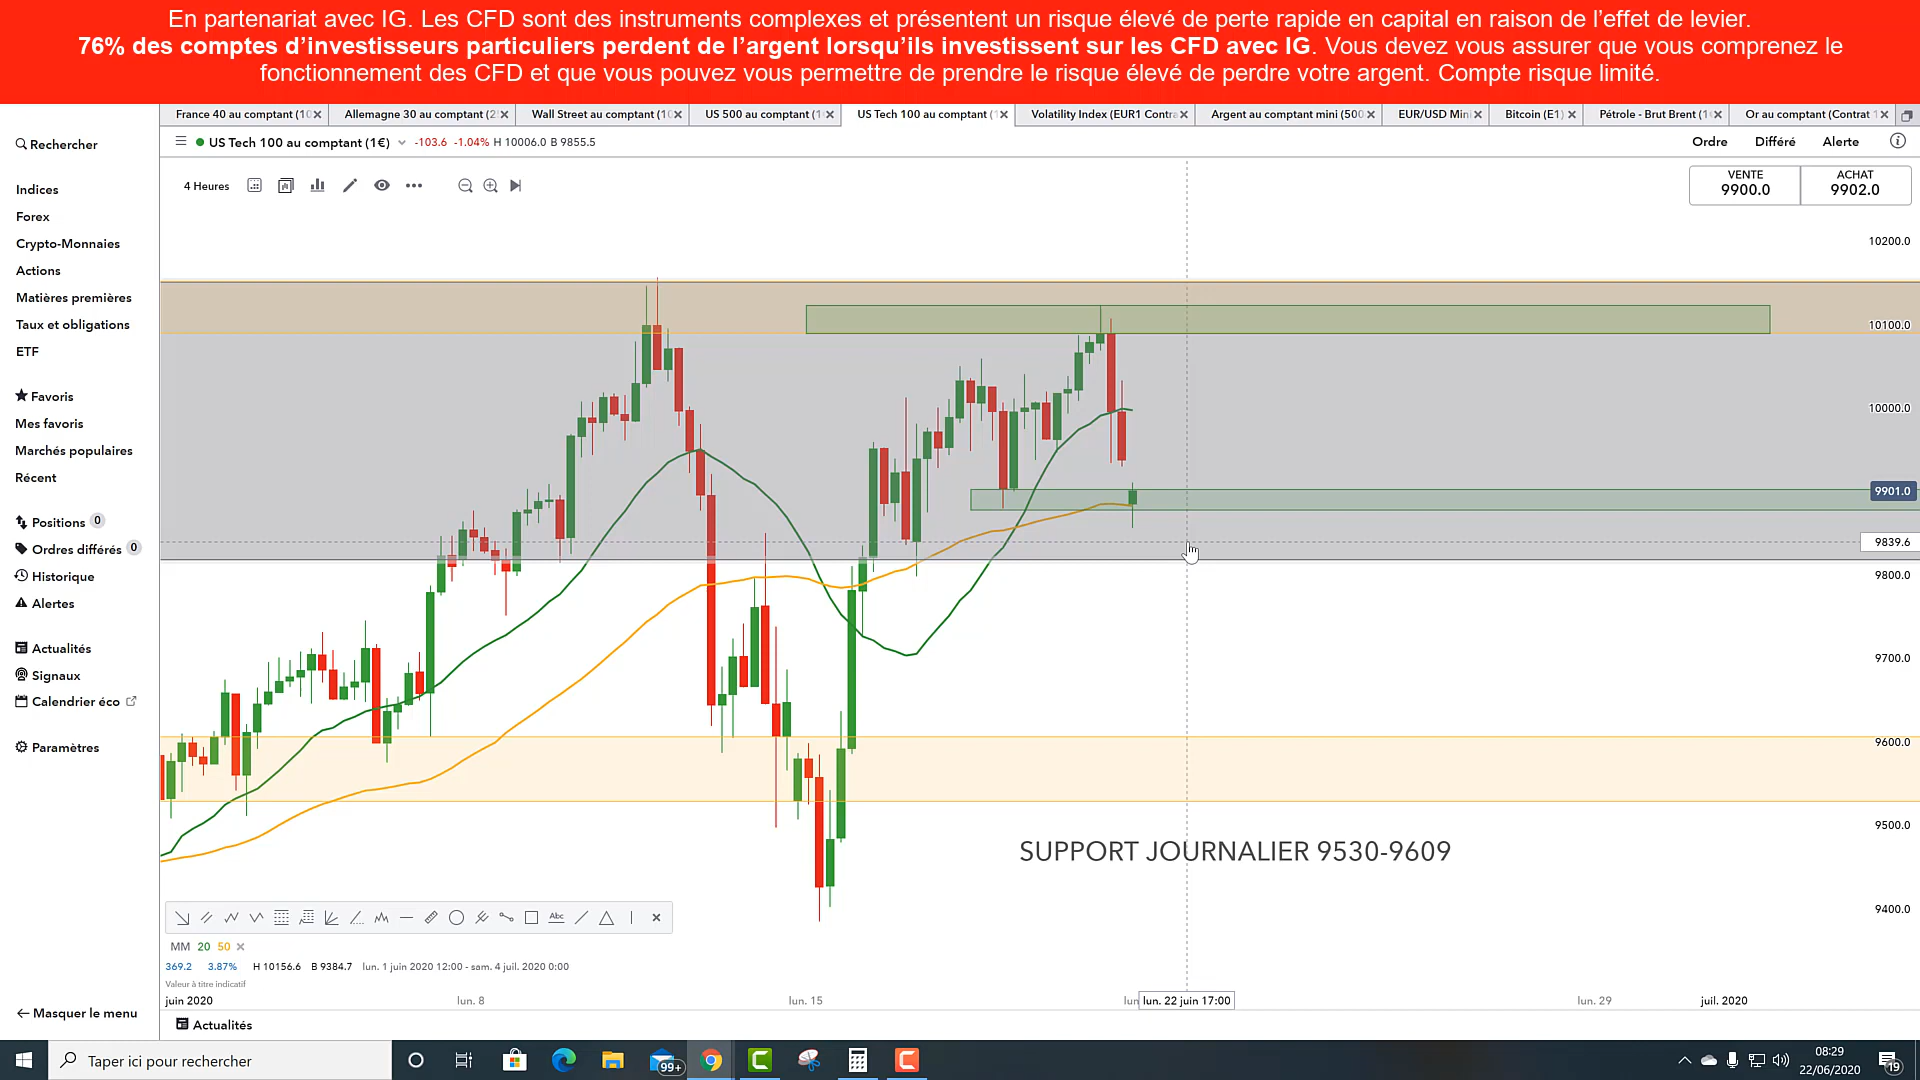 En partenariat avec IG. Les CFD sont des instruments complexes et présentent un risque élevé de perte rapide en capital en raison de l’effet de levier.
76% des comptes d’investisseurs particuliers perdent de l’argent lorsqu’ils investissent sur les CFD avec IG. Vous devez vous assurer que vous comprenez le
fonctionnement des CFD et que vous pouvez vous permettre de prendre le risque élevé de perdre votre argent. Compte risque limité.
France 40 au comptant (10 Allemagne 30 au comptant (2 Wall Street au comptant (10 US 500 au comptant (1 US Tech 100 au comptant ( Volatility Index (EUR1 Contra Argent au comptant mini (500 EUR/USD Mini Bitcoin (E1) Pétrole - Brut Brent (1 Or au comptant (Contrat
Rechercher
US Tech 100 au comptant (1€) -103.6 -1.04% H 10006.0 B 9855.5
Ordre Différé Alerte
4 Heures
VENTE
9900.0
ACHAT
9902.0
Indices
Forex
Crypto-Monnaies
Actions
Matières premières
Taux et obligations
ETF
Favoris
Mes favoris
Marchés populaires
Récent
Positions 0
Ordres différés 0
Historique
Alertes
Actualités
Signaux
Calendrier éco
Paramètres
Masquer le menu
10200.0
10100.0
10000.0
9901.0
9839.6
9800.0
9700.0
9600.0
9500.0
9400.0
SUPPORT JOURNALIER 9530-9609
Abc
MM 20 50
369.2 3.87% H 10156.6 B 9384.7 lun. 1 juin 2020 12:00 - sam. 4 juil. 2020 0:00
Valeur à titre indicatif
juin 2020 lun. 8 lun. 15 lun lun. 22 juin 17:00 lun. 29 juil. 2020
Actualités
Taper ici pour rechercher
99+
08:29
22/06/2020
19